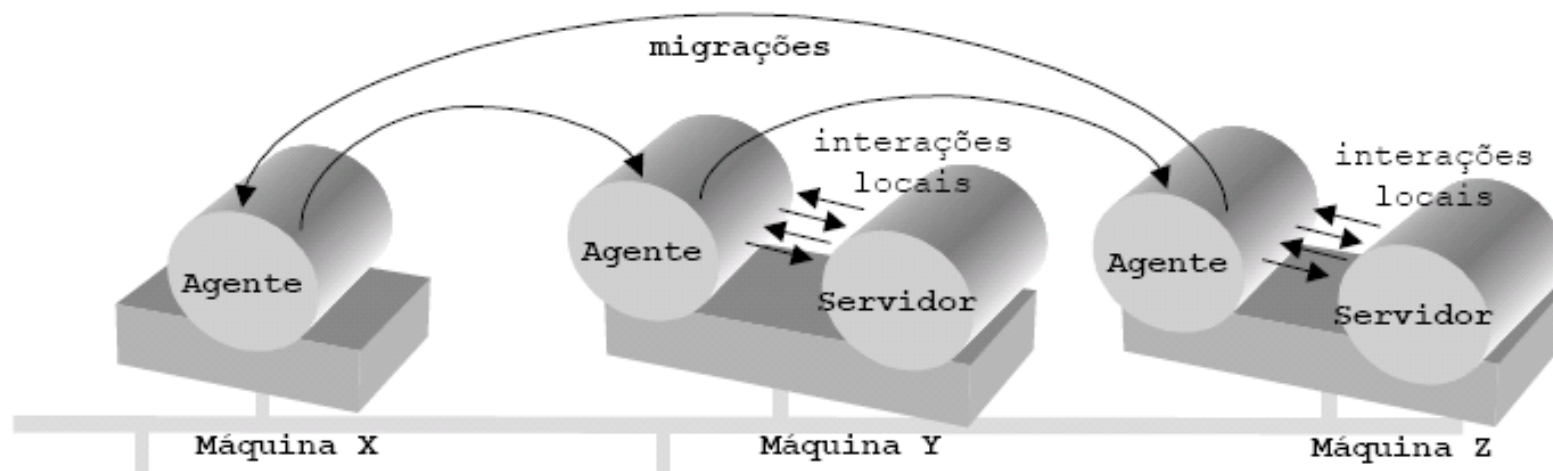 migrações
interações
locais
interações
locais
Agente
Agente
Servidor
Agente
Servidor
Máquina X
Máquina Y
Máquina Z